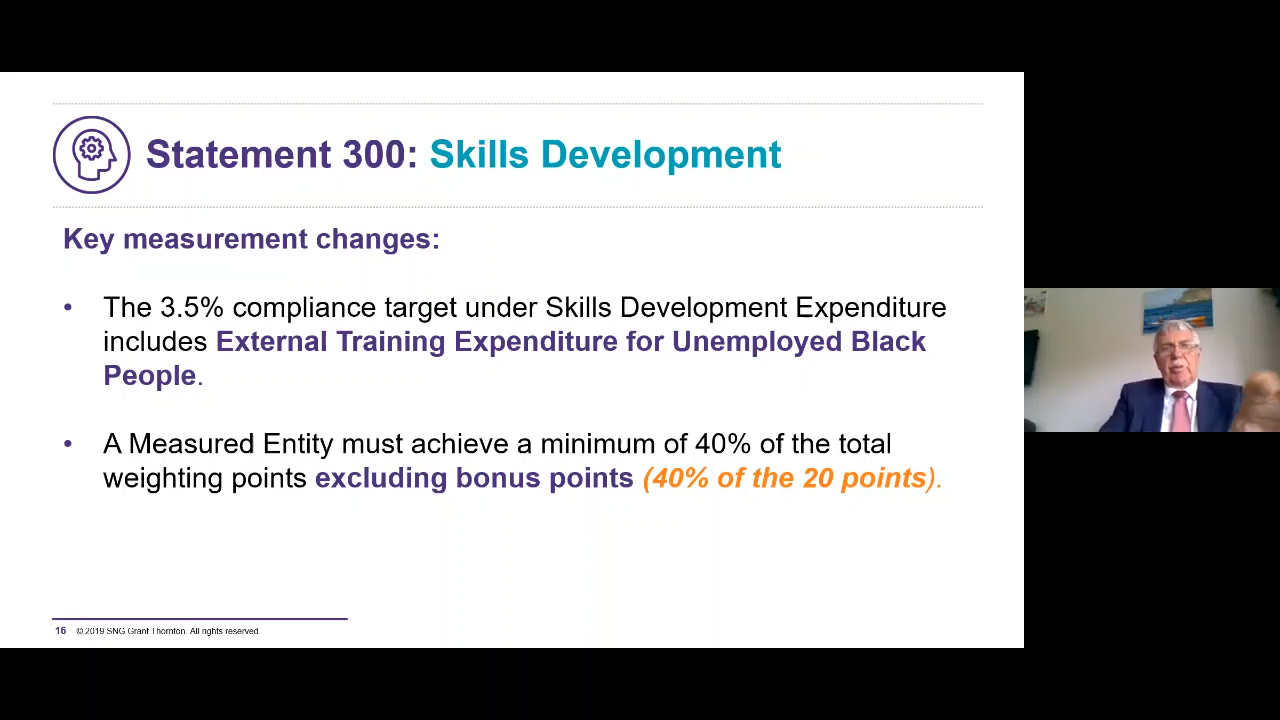 Statement 300: Skills Development
Key measurement changes:
• The 3.5% compliance target under Skills Development Expenditure
includes External Training Expenditure for Unemployed Black
People.
• A Measured Entity must achieve a minimum of 40% of the total
weighting points excluding bonus points (40% of the 20 points).
16 © 2019 SNG Grant Thornton. All rights reserved.